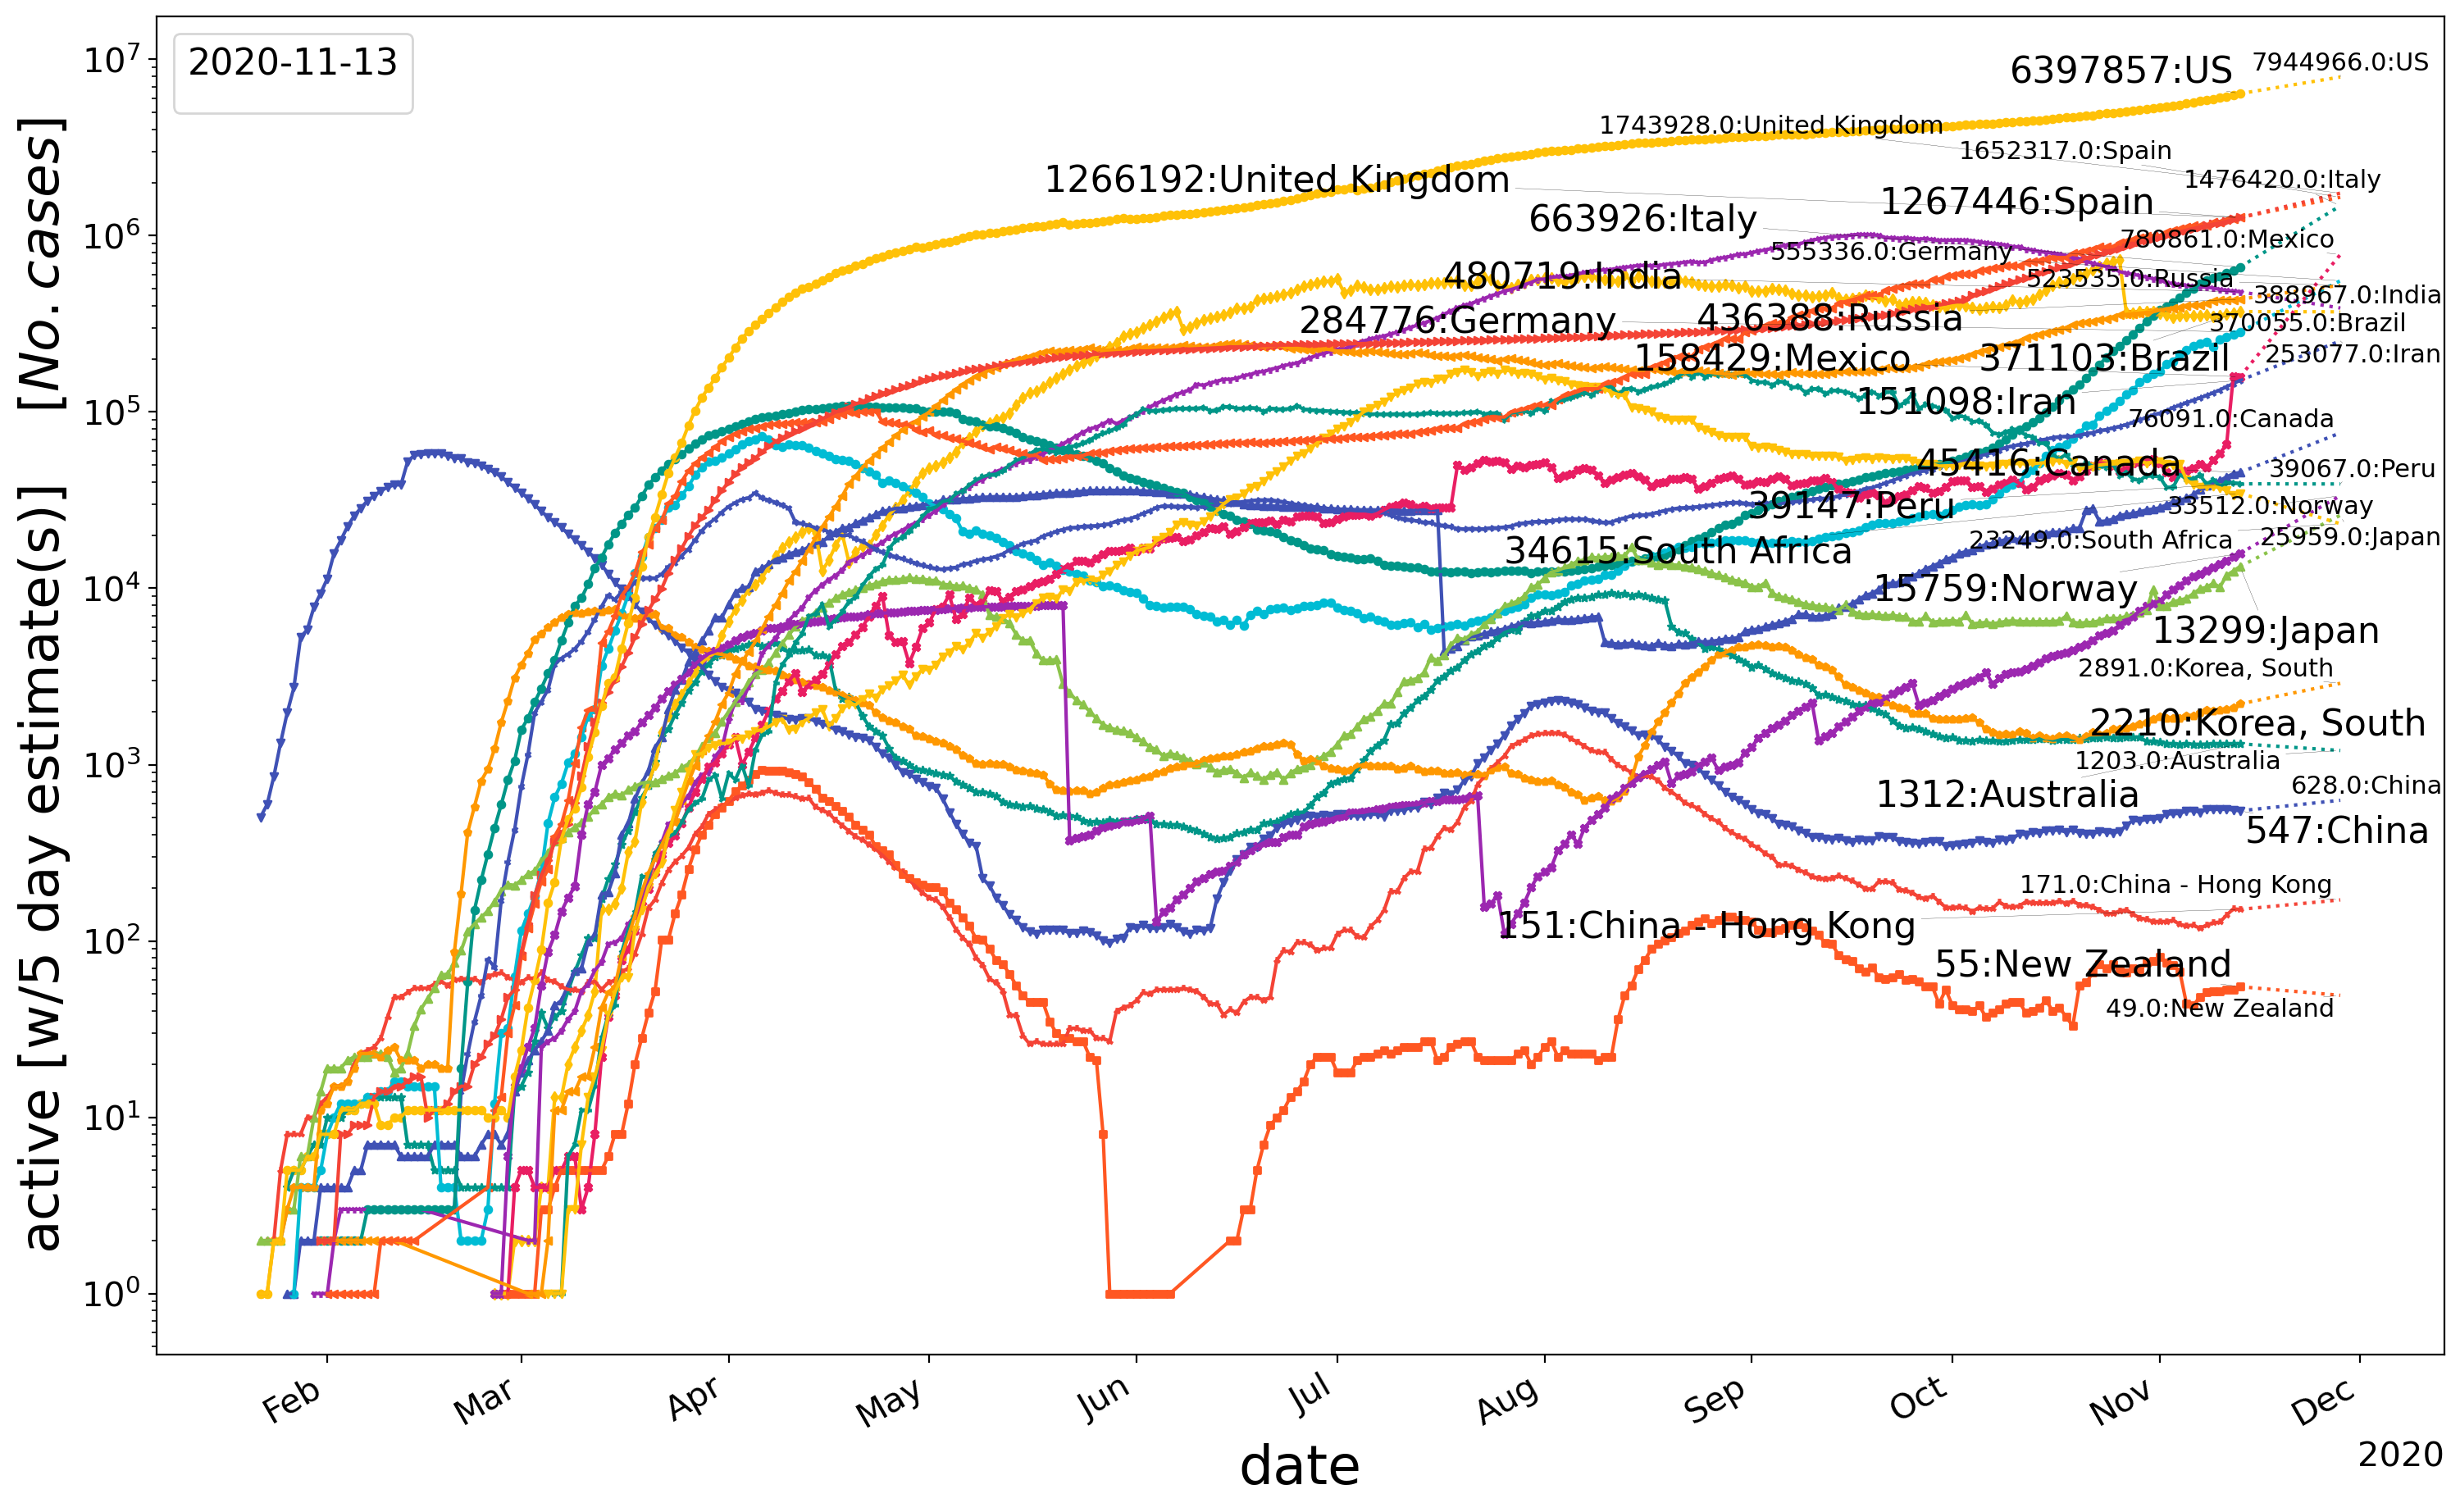 2020-11-13
10^7
10^6
10^5
10^4
10^3
10^2
10^1
10^0
active [w/5 day estimate(s)] [No. cases]
6397857:US
7944966.0:US
1743928.0:United Kingdom
1652317.0:Spain
1266192:United Kingdom
1476420.0:Italy
1267446:Spain
663926:Italy
780861.0:Mexico
555336.0:Germany
480719:India
523535.0:Russia
388967.0:India
284776:Germany
436388:Russia
370055.0:Brazil
158429:Mexico
371103:Brazil
253077.0:Iran
151098:Iran
76091.0:Canada
45416:Canada
39067.0:Peru
39147:Peru
33512.0:Norway
34615:South Africa
23249.0:South Africa
25959.0:Japan
15759:Norway
13299:Japan
2891.0:Korea, South
2210:Korea, South
1203.0:Australia
1312:Australia
628.0:China
547:China
171.0:China - Hong Kong
151:China - Hong Kong
55:New Zealand
49.0:New Zealand
Feb
Mar
Apr
May
Jun
Jul
Aug
Sep
Oct
Nov
Dec
2020
date